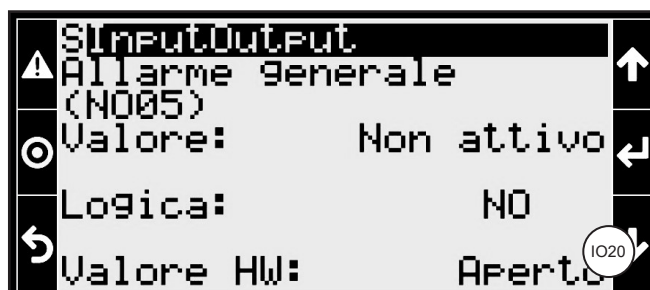 SInputOutput
Allarme generale
(NO05)
Valore: Non attivo
Logica: NO
IO20
Valore HW: Aperto